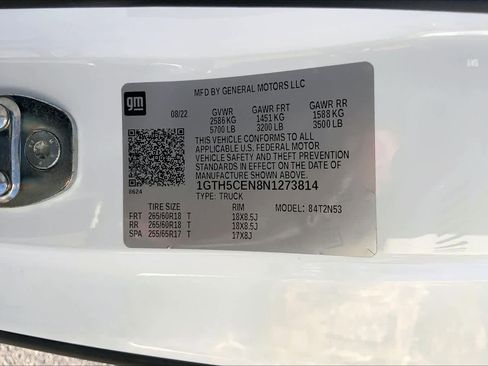 MFD BY GENERAL MOTORS LLC
gm
08/22 GVWR GAWR FRT GAWR RR
2586 KG 1451 KG 1588 KG
5700 LB 3200 LB 3500 LB
THIS VEHICLE CONFORMS TO ALL
APPLICABLE U.S. FEDERAL MOTOR
VEHICLE SAFETY AND THEFT PREVENTION
STANDARDS IN EFFECT ON THE DATE OF
MANUFACTURE SHOWN ABOVE.
1GTH5CEN8N1273814
8624 TYPE: TRUCK
TIRE SIZE RIM MODEL: 84T2N53
FRT 265/60R18 T 18X8.5J
RR 265/60R18 T 18X8.5J
SPA 255/65R17 T 17X8J